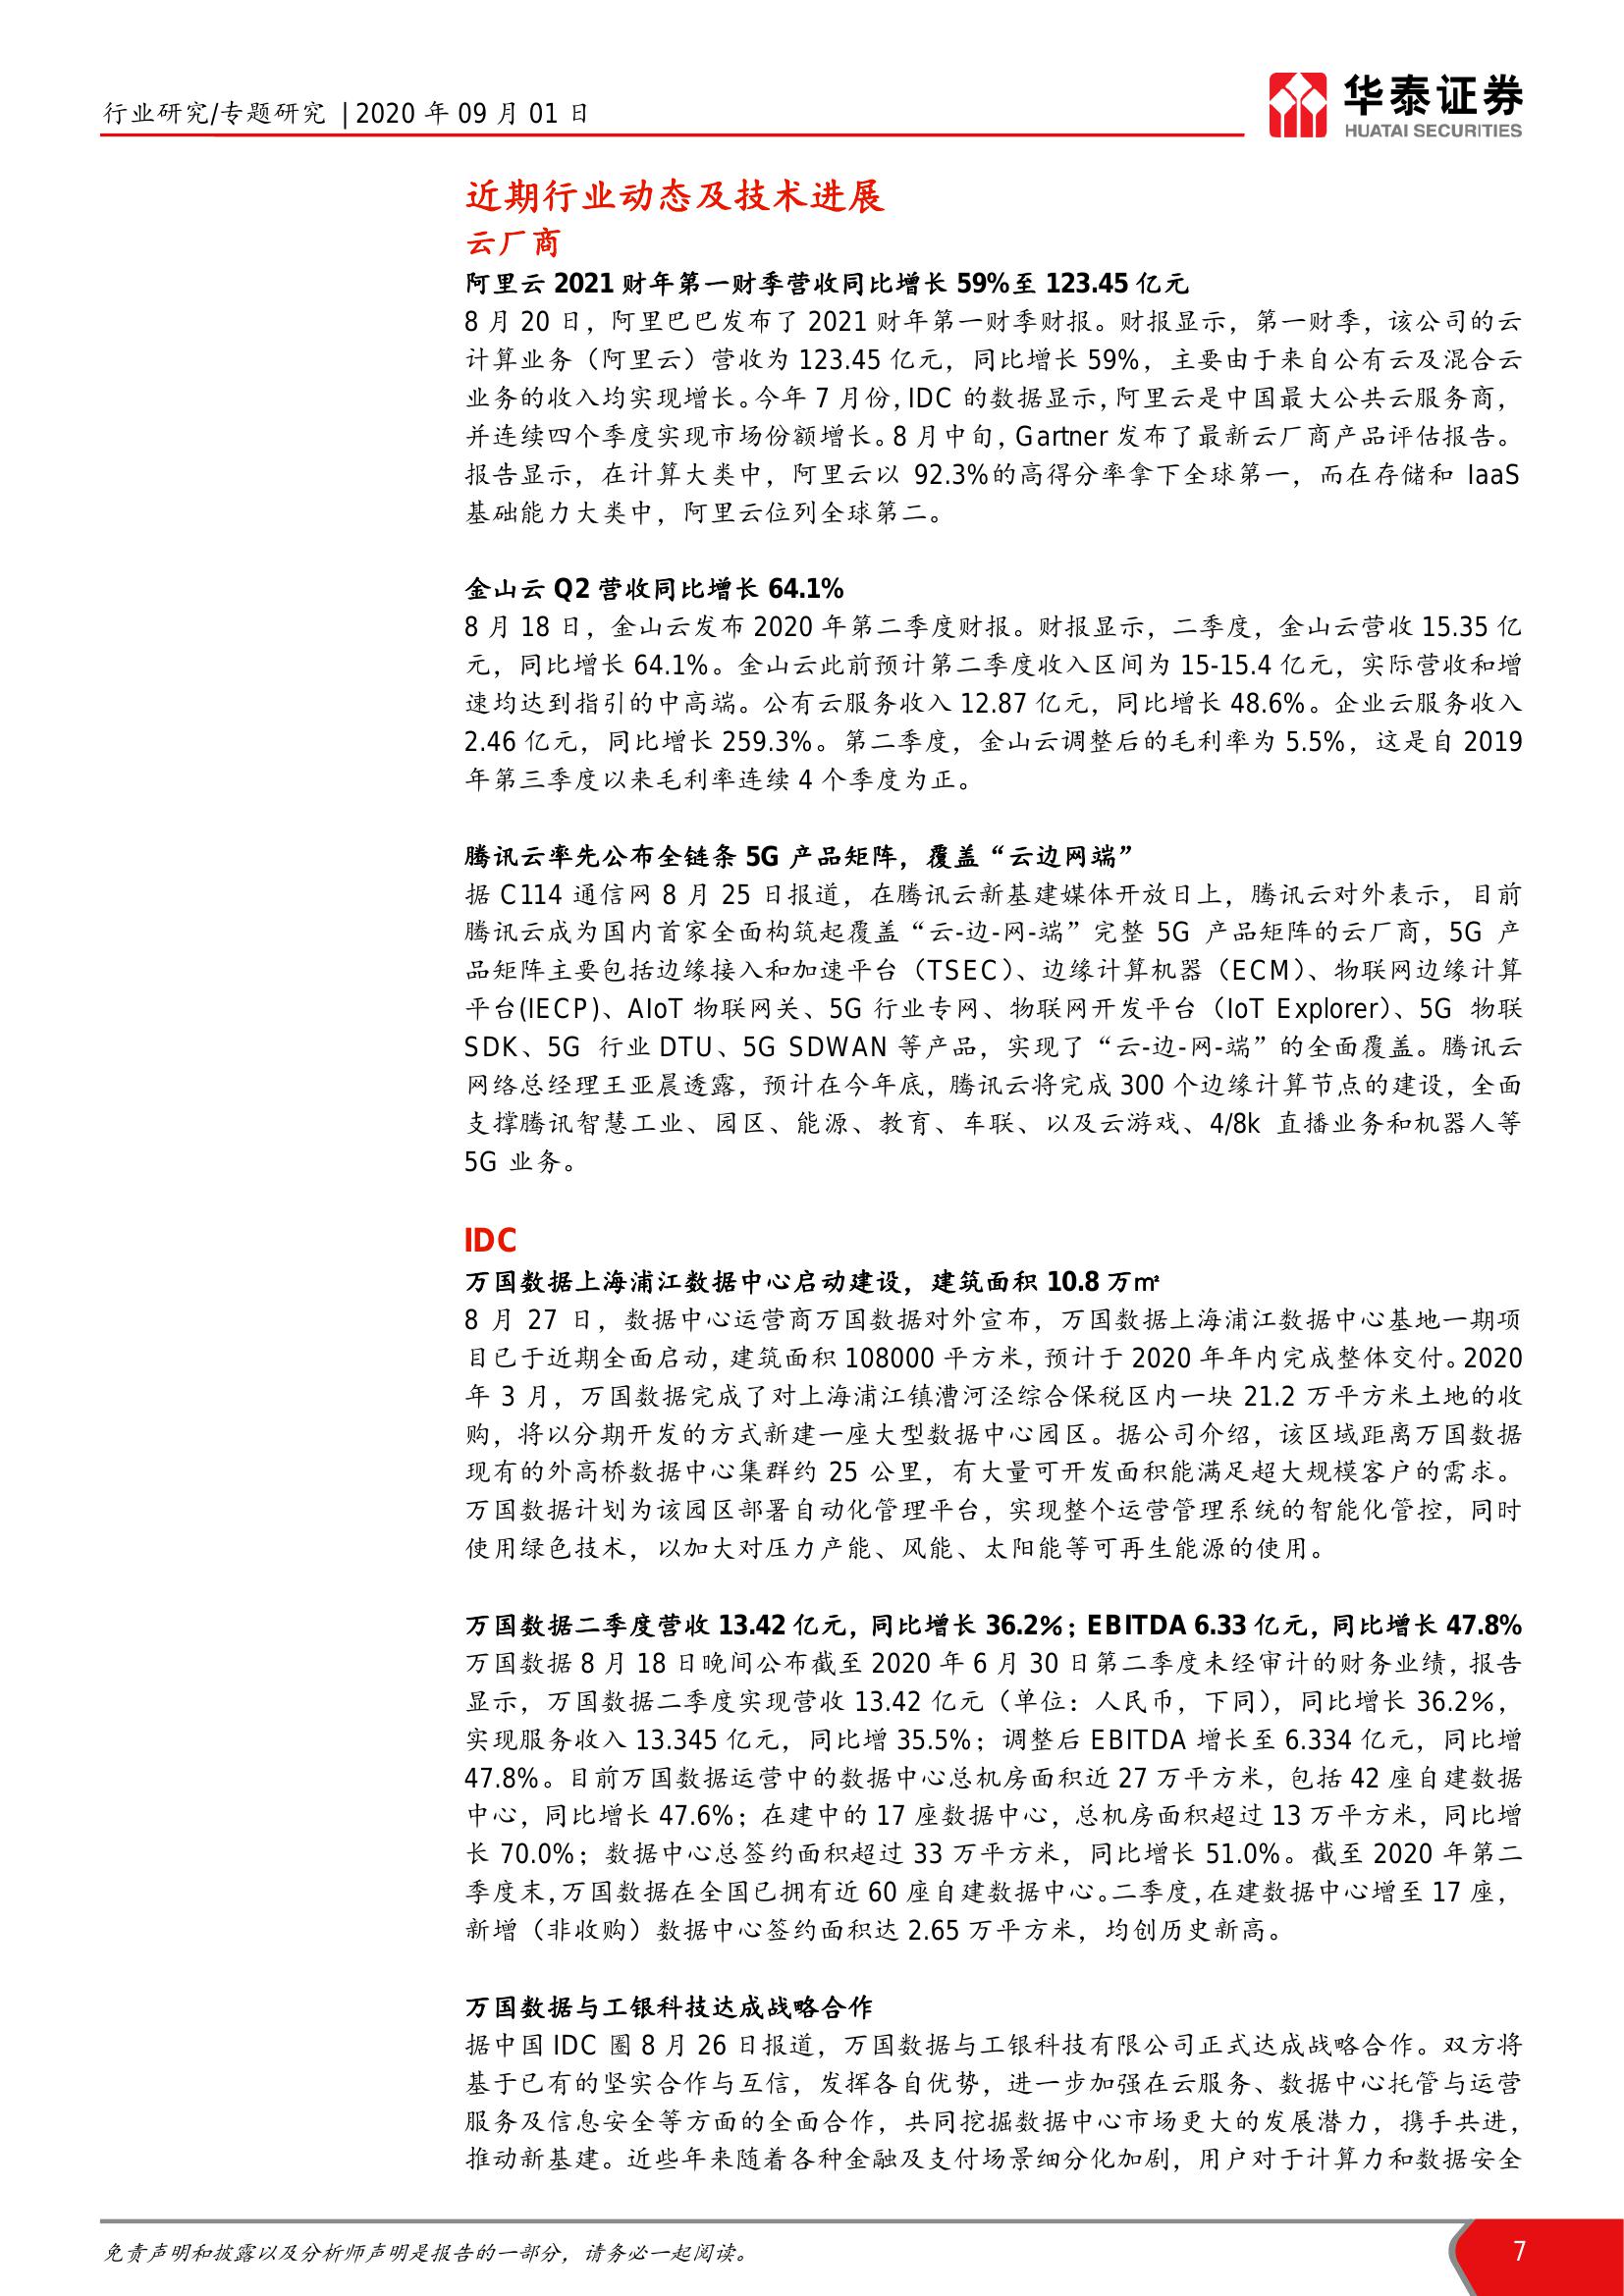 行业研究/专题研究 | 2020 年 09 月 01 日
华泰证券
HUATAI SECURITIES
近期行业动态及技术进展
云厂商
阿里云 2021 财年第一财季营收同比增长 59%至 123.45 亿元
8 月 20 日，阿里巴巴发布了 2021 财年第一财季财报。财报显示，第一财季，该公司的云
计算业务（阿里云）营收为 123.45 亿元，同比增长 59%，主要由于来自公有云及混合云
业务的收入均实现增长。今年 7 月份，IDC 的数据显示，阿里云是中国最大公共云服务商，
并连续四个季度实现市场份额增长。8 月中旬，Gartner 发布了最新云厂商产品评估报告。
报告显示，在计算大类中，阿里云以 92.3%的高得分率拿下全球第一，而在存储和 IaaS
基础能力大类中，阿里云位列全球第二。
金山云 Q2 营收同比增长 64.1%
8 月 18 日，金山云发布 2020 年第二季度财报。财报显示，二季度，金山云营收 15.35 亿
元，同比增长 64.1%。金山云此前预计第二季度收入区间为 15-15.4 亿元，实际营收和增
速均达到指引的中高端。公有云服务收入 12.87 亿元，同比增长 48.6%。企业云服务收入
2.46 亿元，同比增长 259.3%。第二季度，金山云调整后的毛利率为 5.5%，这是自 2019
年第三季度以来毛利率连续 4 个季度为正。
腾讯云率先公布全链条 5G 产品矩阵，覆盖“云边网端”
据 C114 通信网 8 月 25 日报道，在腾讯云新基建媒体开放日上，腾讯云对外表示，目前
腾讯云成为国内首家全面构筑起覆盖“云-边-网-端”完整 5G 产品矩阵的云厂商，5G 产
品矩阵主要包括边缘接入和加速平台（TSEC）、边缘计算机器（ECM）、物联网边缘计算
平台(IECP)、AIoT 物联网关、5G 行业专网、物联网开发平台（IoT Explorer）、5G 物联
SDK、5G 行业 DTU、5G SDWAN 等产品，实现了“云-边-网-端”的全面覆盖。腾讯云
网络总经理王亚晨透露，预计在今年底，腾讯云将完成 300 个边缘计算节点的建设，全面
支撑腾讯智慧工业、园区、能源、教育、车联、以及云游戏、4/8k 直播业务和机器人等
5G 业务。
IDC
万国数据上海浦江数据中心启动建设，建筑面积 10.8 万㎡
8 月 27 日，数据中心运营商万国数据对外宣布，万国数据上海浦江数据中心基地一期项
目已于近期全面启动，建筑面积 108000 平方米，预计于 2020 年年内完成整体交付。2020
年 3 月，万国数据完成了对上海浦江镇漕河泾综合保税区内一块 21.2 万平方米土地的收
购，将以分期开发的方式新建一座大型数据中心园区。据公司介绍，该区域距离万国数据
现有的外高桥数据中心集群约 25 公里，有大量可开发面积能满足超大规模客户的需求。
万国数据计划为该园区部署自动化管理平台，实现整个运营管理系统的智能化管控，同时
使用绿色技术，以加大对压力产能、风能、太阳能等可再生能源的使用。
万国数据二季度营收 13.42 亿元，同比增长 36.2%；EBITDA 6.33 亿元，同比增长 47.8%
万国数据 8 月 18 日晚间公布截至 2020 年 6 月 30 日第二季度未经审计的财务业绩，报告
显示，万国数据二季度实现营收 13.42 亿元（单位：人民币，下同），同比增长 36.2%，
实现服务收入 13.345 亿元，同比增 35.5%；调整后 EBITDA 增长至 6.334 亿元，同比增
47.8%。目前万国数据运营中的数据中心总机房面积近 27 万平方米，包括 42 座自建数据
中心，同比增长 47.6%；在建中的 17 座数据中心，总机房面积超过 13 万平方米，同比增
长 70.0%；数据中心总签约面积超过 33 万平方米，同比增长 51.0%。截至 2020 年第二
季度末，万国数据在全国已拥有近 60 座自建数据中心。二季度，在建数据中心增至 17 座，
新增（非收购）数据中心签约面积达 2.65 万平方米，均创历史新高。
万国数据与工银科技达成战略合作
据中国 IDC 圈 8 月 26 日报道，万国数据与工银科技有限公司正式达成战略合作。双方将
基于已有的坚实合作与互信，发挥各自优势，进一步加强在云服务、数据中心托管与运营
服务及信息安全等方面的全面合作，共同挖掘数据中心市场更大的发展潜力，携手共进，
推动新基建。近些年来随着各种金融及支付场景细分化加剧，用户对于计算力和数据安全
免责声明和披露以及分析师声明是报告的一部分，请务必一起阅读。
7